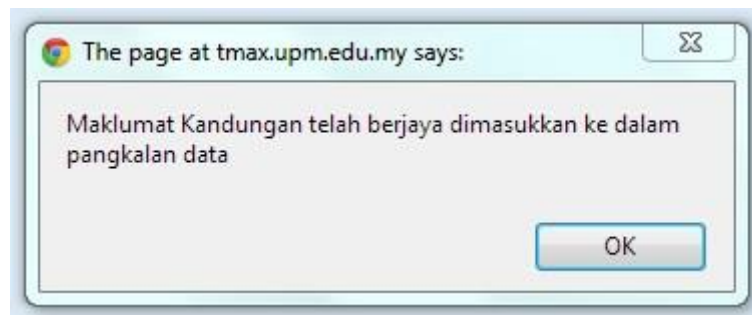 The page at tmax.upm.edu.my says:
Maklumat Kandungan telah berjaya dimasukkan ke dalam
pangkalan data
OK